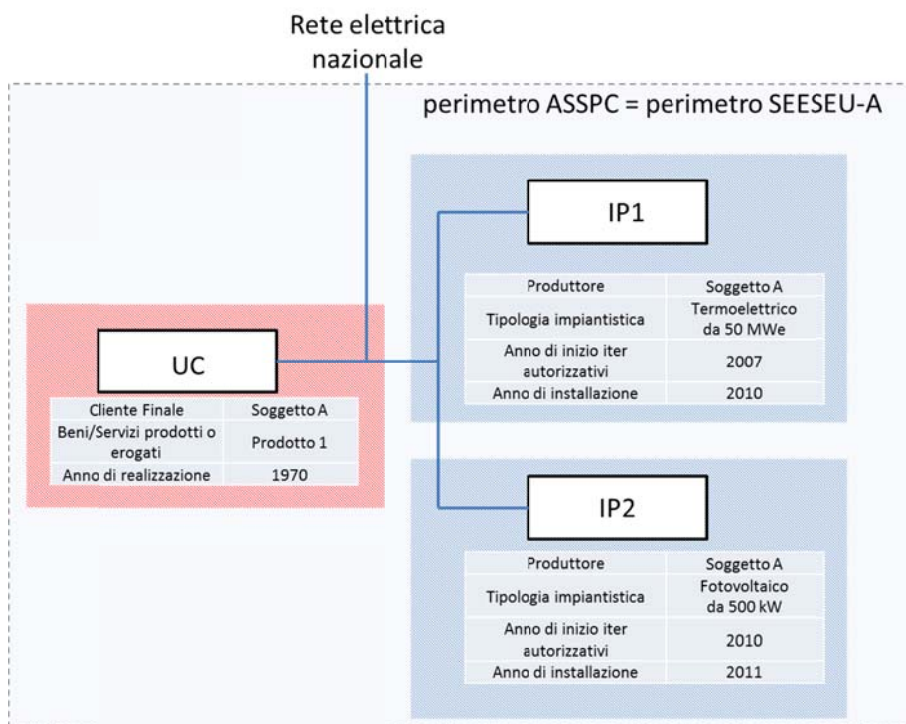 Rete elettrica
nazionale
perimetro ASSPC = perimetro SEESEU-A
IP1
Produttore Soggetto A
Tipologia impiantistica Termoelettrico
da 50 MWe
Anno di inizio iter
autorizzativi 2007
Anno di installazione 2010
UC
Cliente Finale Soggetto A
Beni/Servizi prodotti o
erogati Prodotto 1
Anno di realizzazione 1970
IP2
Produttore Soggetto A
Tipologia impiantistica Fotovoltaico
da 500 kW
Anno di inizio iter
autorizzativi 2010
Anno di installazione 2011